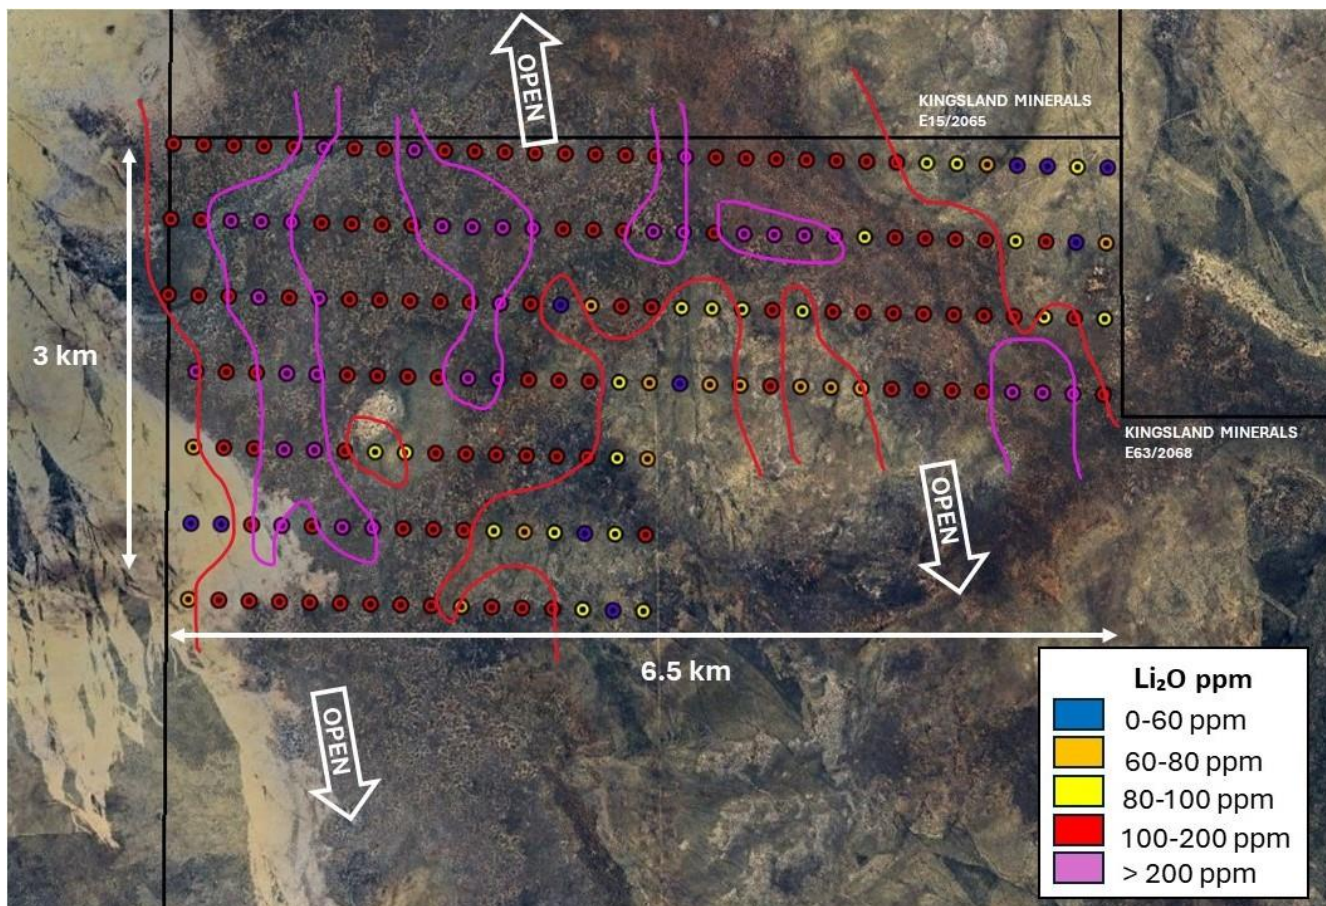 OPEN
KINGSLAND MINERALS
E15/2065
3 km
KINGSLAND MINERALS
E63/2068
OPEN
6.5 km
OPEN
Li₂O ppm
0-60 ppm
60-80 ppm
80-100 ppm
100-200 ppm
> 200 ppm